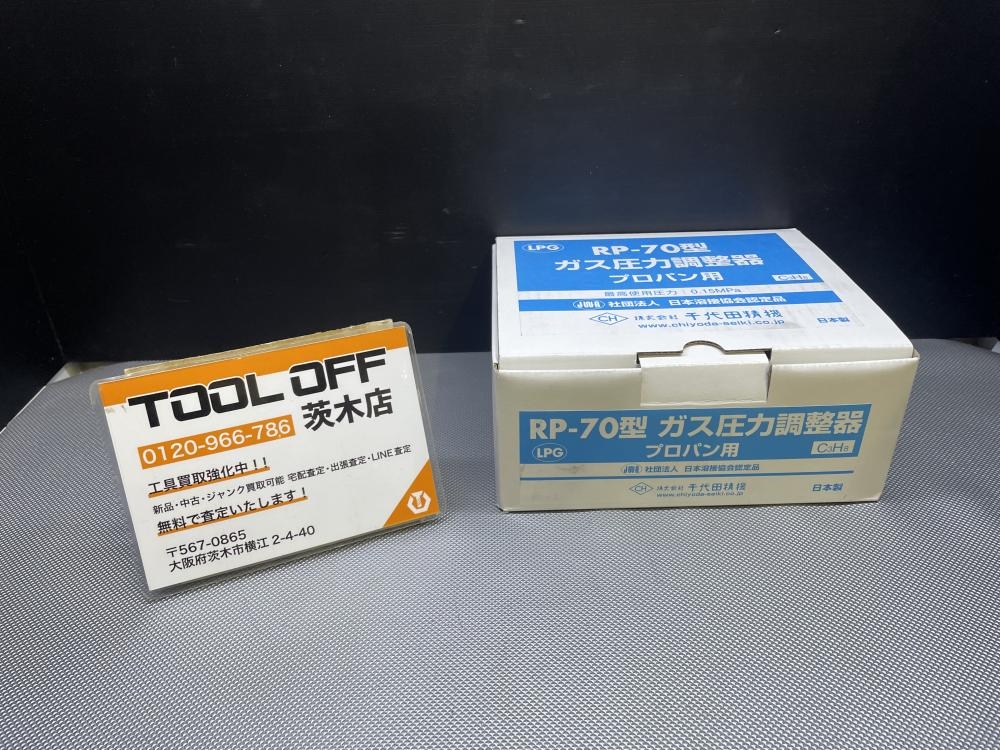 TOOL OFF
茨木店
0120-966-786
工具買取強化中!!
新品・中古・ジャンク買取可能 宅配査定・出張査定・LINE査定
無料で査定いたします!
〒567-0865
大阪府茨木市横江 2-4-40
LPG
RP-70型
ガス圧力調整器
プロパン用
C3H8
最高使用圧力:0.15MPa
JWA 社団法人 日本溶接協会認定品
CH 株式会社 千代田精機
www.chiyoda-seiki.co.jp
日本製
RP-70型 ガス圧力調整器
LPG
プロパン用
C3H8
JWA 社団法人 日本溶接協会認定品
CH 株式会社 千代田精機
www.chiyoda-seiki.co.jp
日本製